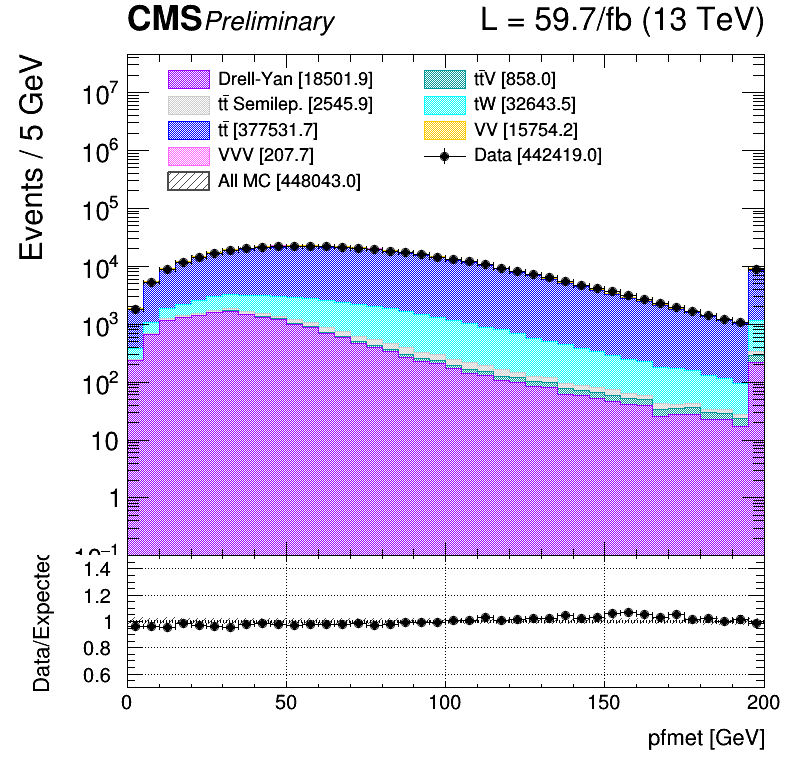 CMS Preliminary L = 59.7/fb (13 TeV)
Events / 5 GeV
Drell-Yan [18501.9] tt̄V [858.0]
tt̄ Semilep. [2545.9] tW [32643.5]
tt̄ [377531.7] VV [15754.2]
VVV [207.7] Data [442419.0]
All MC [448043.0]
10⁷
10⁶
10⁵
10⁴
10³
10²
10
1
10⁻¹
Data/Expected
1.4
1.2
1
0.8
0.6
0 50 100 150 200
pfmet [GeV]